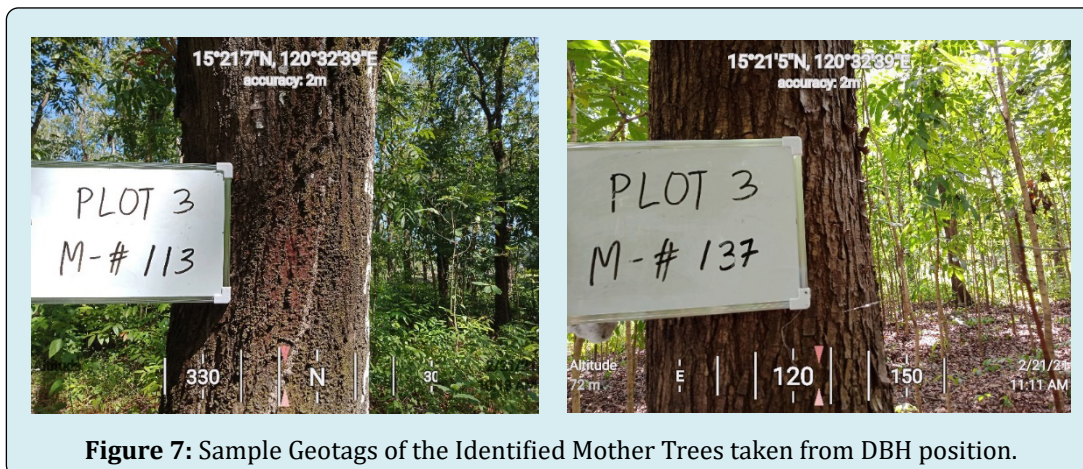 15°21'7"N, 120°32'39"E
accuracy: 2m
PLOT 3
M-# 113
330 N 30
15°21'5"N, 120°32'39"E
accuracy: 2m
PLOT 3
M-# 137
Altitude
72 m
E 120 150
11:11 AM
Figure 7: Sample Geotags of the Identified Mother Trees taken from DBH position.